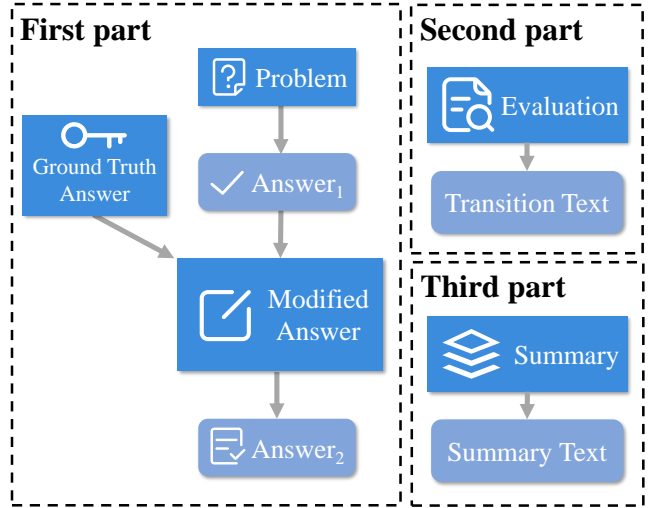 First part
Problem
Ground Truth
Answer
Answer₁
Modified
Answer
Answer₂
Second part
Evaluation
Transition Text
Third part
Summary
Summary Text